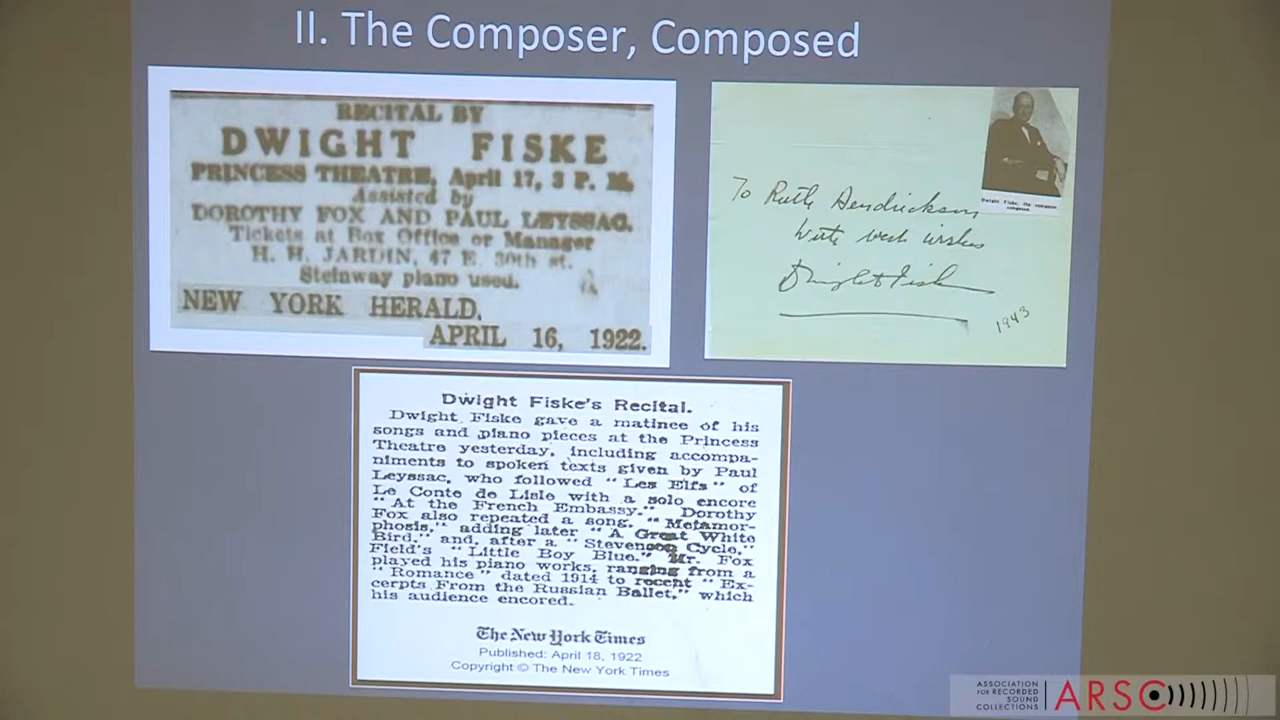 II. The Composer, Composed
RECITAL BY
DWIGHT FISKE
PRINCESS THEATRE, April 17, 3 P. M.
Assisted by
DOROTHY FOX AND PAUL LEYSSAC.
Tickets at Box Office or Manager
H. H. JARDIN, 47 E. 30th st.
Steinway piano used.
NEW YORK HERALD,
APRIL 16, 1922.
To Ruth Hendrickson
With best wishes
Dwight Fiske
1943
Dwight Fiske, the composer
composed.
Dwight Fiske's Recital.
Dwight Fiske gave a matinee of his
songs and piano pieces at the Princess
Theatre yesterday, including accompa-
niments to spoken texts given by Paul
Leyssac, who followed "Les Elfs" of
Le Conte de Lisle with a solo encore
"At the French Embassy." Dorothy
Fox also repeated a song, "Metamor-
phosis," adding later "A Great White
Bird," and, after a "Stevenson Cycle,"
Field's "Little Boy Blue." Mr. Fox
played his piano works, ranging from a
"Romance" dated 1914 to recent "Ex-
cerpts From the Russian Ballet," which
his audience encored.
The New York Times
Published: April 18, 1922
Copyright © The New York Times
ASSOCIATION
FOR RECORDED
SOUND
COLLECTIONS
ARSC